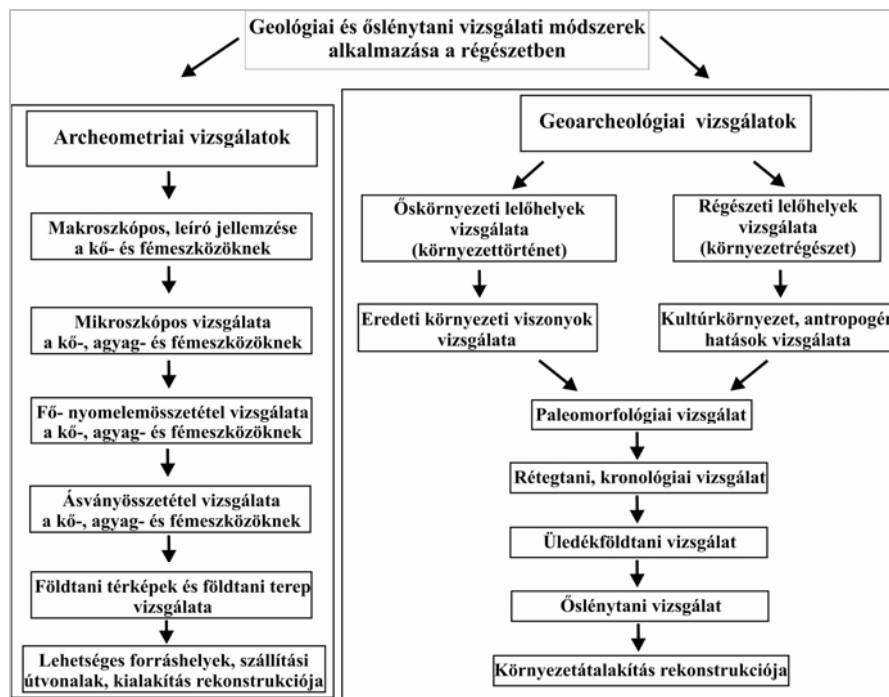 Geológiai és őslénytani vizsgálati módszerek
alkalmazása a régészetben
Archeometriai vizsgálatok
Makroszkópos, leíró jellemzése
a kő- és fémeszközöknek
Mikroszkópos vizsgálata
a kő-, agyag- és fémeszközöknek
Fő- nyomelemösszetétel vizsgálata
a kő-, agyag- és fémeszközöknek
Ásványösszetétel vizsgálata
a kő-, agyag- és fémeszközöknek
Földtani térképek és földtani terep
vizsgálata
Lehetséges forráshelyek, szállítási
útvonalak, kialakítás rekonstrukciója
Geoarcheológiai vizsgálatok
Őskörnyezeti lelőhelyek
vizsgálata
(környezettörténet)
Régészeti lelőhelyek
vizsgálata
(környezetrégészet)
Eredeti környezeti viszonyok
vizsgálata
Kultúrkörnyezet, antropogén
hatások vizsgálata
Paleomorfológiai vizsgálat
Rétegtani, kronológiai vizsgálat
Üledékföldtani vizsgálat
Őslénytani vizsgálat
Környezetátalakítás rekonstrukciója